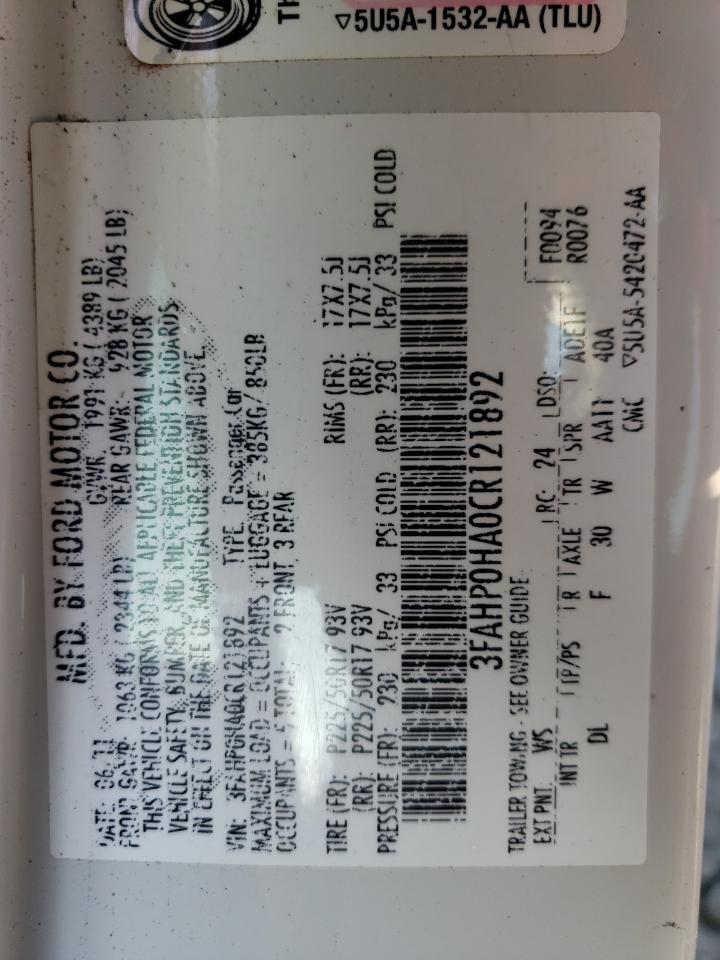 TH
▽5U5A-1532-AA (TLU)
MFD. BY FORD MOTOR CO.
DATE: 06/11 GVWR: 1991 KG ( 4389 LB)
FRONT GAWR: 1063 KG ( 2344 LB) REAR GAWR: 928 KG ( 2045 LB)
THIS VEHICLE CONFORMS TO ALL APPLICABLE FEDERAL MOTOR
VEHICLE SAFETY, BUMPER, AND THEFT PREVENTION STANDARDS
IN EFFECT ON THE DATE OF MANUFACTURE SHOWN ABOVE.
VIN: 3FAHP0HA0CR121892 TYPE: Passenger Car
MAXIMUM LOAD = OCCUPANTS + LUGGAGE = 385KG/ 850LB
OCCUPANTS = 5 TOTAL: 2 FRONT, 3 REAR
TIRE (FR): P225/50R17 93V RIMS (FR): 17X7.5J
(RR): P225/50R17 93V (RR): 17X7.5J
PRESSURE (FR): 230 kPg/ 33 PSI COLD (RR): 230 kPg/ 33 PSI COLD
3FAHP0HA0CR121892
TRAILER TOWING - SEE OWNER GUIDE
EXT PNT: WS RC: 24 DSO: F0094
INT TR TP/PS R AXLE TR SPR ADE1F R0076
DL F 30 W AA11 40A
CMC ▽5U5A-5420472-AA